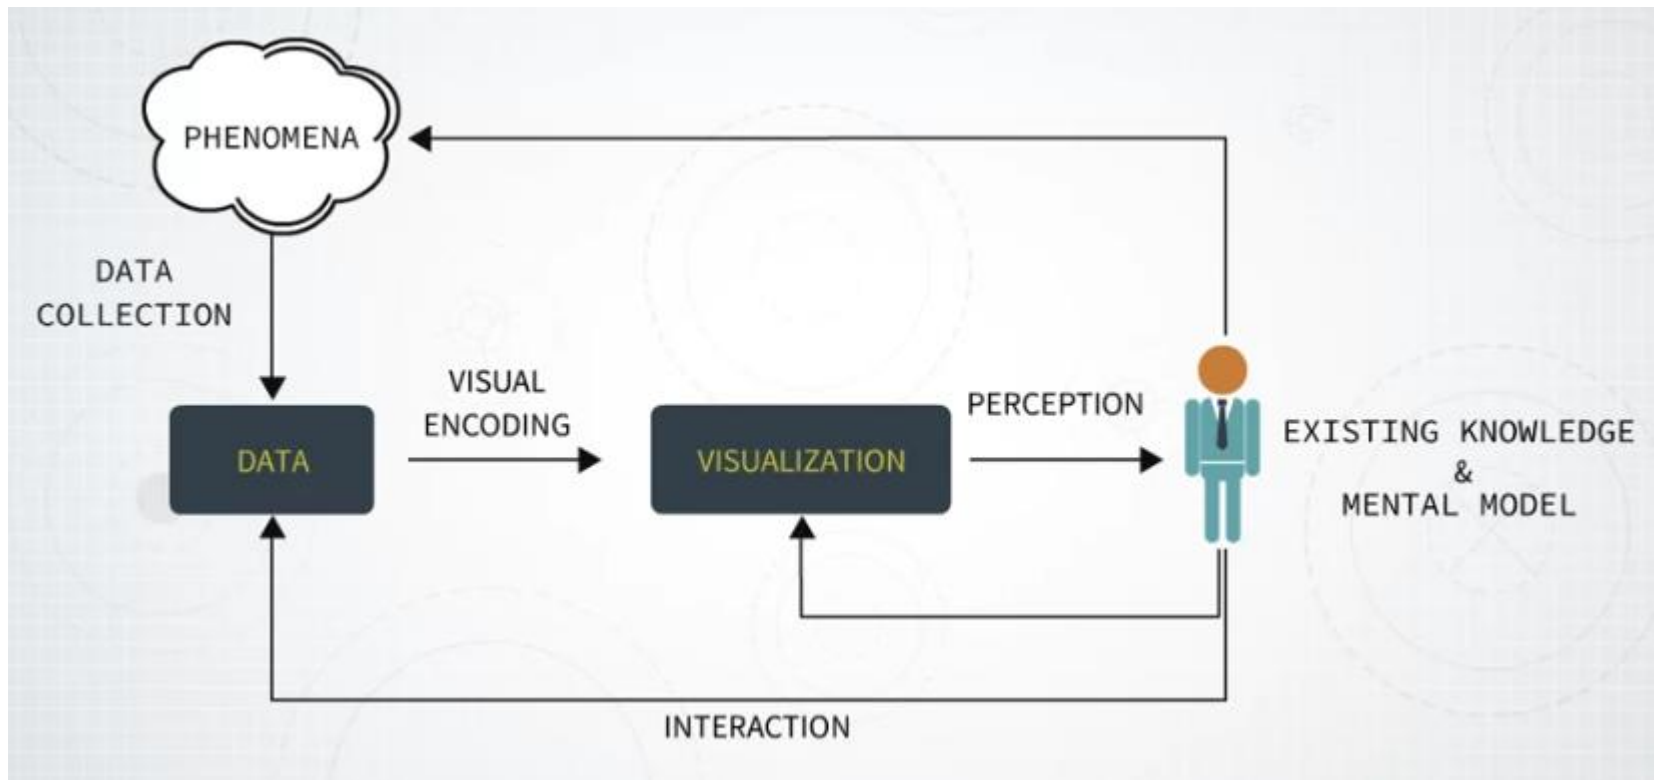 PHENOMENA
DATA
COLLECTION
VISUAL
ENCODING
PERCEPTION
DATA
VISUALIZATION
EXISTING KNOWLEDGE
&
MENTAL MODEL
INTERACTION